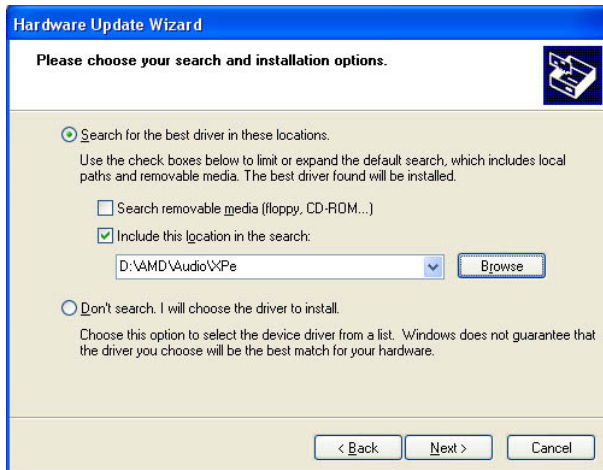 Hardware Update Wizard
Please choose your search and installation options.
Search for the best driver in these locations.
Use the check boxes below to limit or expand the default search, which includes local
paths and removable media. The best driver found will be installed.
Search removable media (floppy, CD-ROM...)
Include this location in the search:
D:\AMD\Audio\XPe
Browse
Don't search. I will choose the driver to install.
Choose this option to select the device driver from a list. Windows does not guarantee that
the driver you choose will be the best match for your hardware.
< Back Next > Cancel